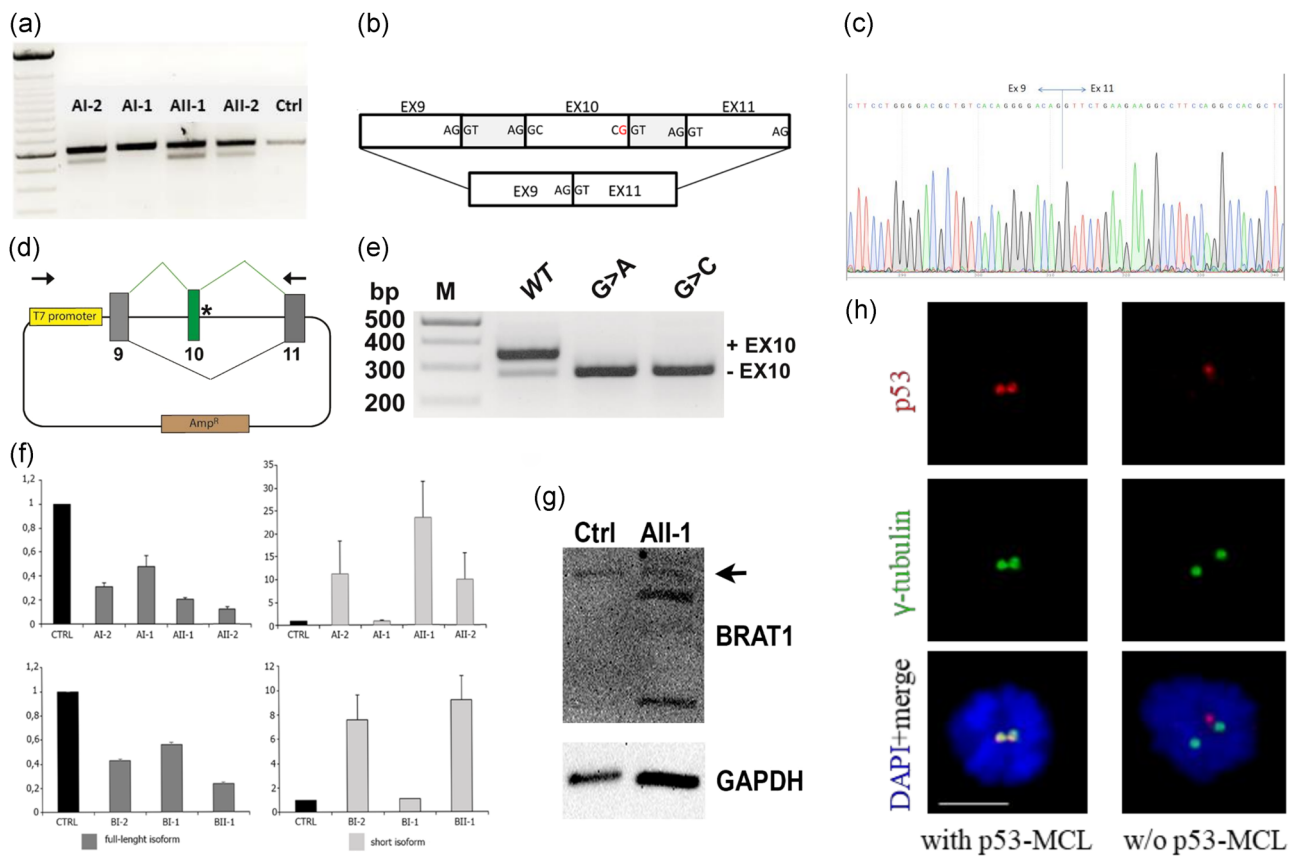 (a)
AI-2 AI-1 AII-1 AII-2 Ctrl
(b)
EX9 EX10 EX11
AG GT AG GC CG GT AG GT AG
EX9 AG GT EX11
(c)
Ex 9 Ex 11
CTTCCTGGGGACGCTGTCACAGGGGACAGGTTCTGAAGAAGGCCTTCCAGGCCACGCTC
(d)
T7 promoter
*
9 10 11
AmpR
(e)
bp M WT G>A G>C
500
400
300
200
+ EX10
- EX10
(f)
1,2
1
0,8
0,6
0,4
0,2
0
CTRL AI-2 AI-1 AII-1 AII-2
35
30
25
20
15
10
5
0
CTRL AI-2 AI-1 AII-1 AII-2
1,2
1
0,8
0,6
0,4
0,2
0
CTRL BI-2 BI-1 BII-1
full-lenght isoform
12
10
8
6
4
2
0
CTRL BI-2 BI-1 BII-1
short isoform
(g)
Ctrl AII-1
BRAT1
GAPDH
(h)
p53
γ-tubulin
DAPI+merge
with p53-MCL w/o p53-MCL